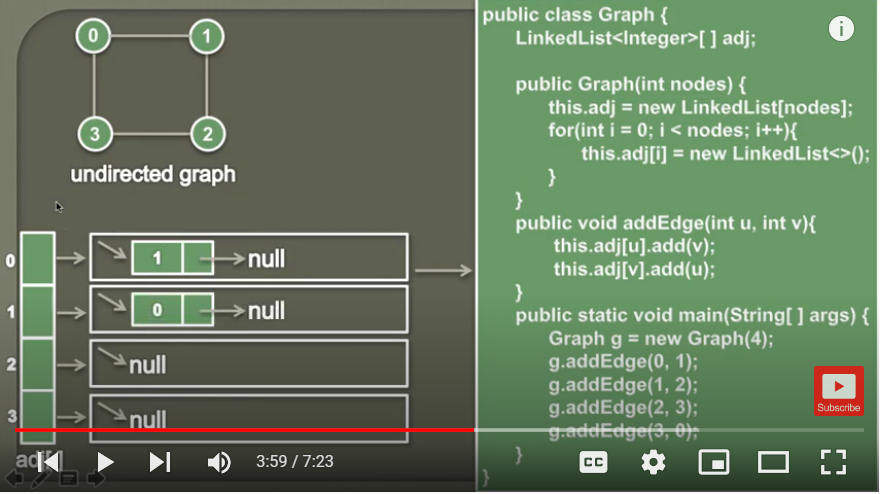 0
1
3
2
undirected graph
0
1
null
1
0
null
2
null
3
null
adj[]
public class Graph {
LinkedList<Integer>[ ] adj;
public Graph(int nodes) {
this.adj = new LinkedList[nodes];
for(int i = 0; i < nodes; i++){
this.adj[i] = new LinkedList<>();
}
}
public void addEdge(int u, int v){
this.adj[u].add(v);
this.adj[v].add(u);
}
public static void main(String[ ] args) {
Graph g = new Graph(4);
g.addEdge(0, 1);
g.addEdge(1, 2);
g.addEdge(2, 3);
g.addEdge(3, 0);
}
}
i
Subscribe
3:59 / 7:23
CC